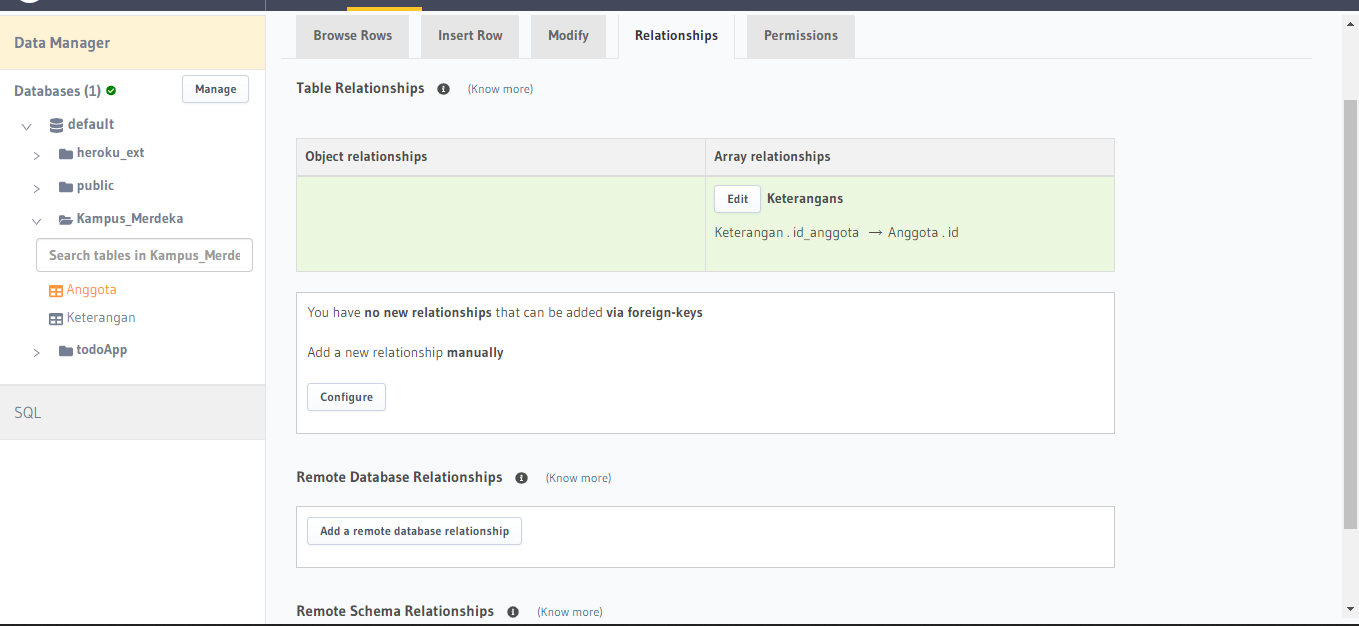 Data Manager
Databases (1)
Manage
default
heroku_ext
public
Kampus_Merdeka
Search tables in Kampus_Merde
Anggota
Keterangan
todoApp
SQL
Browse Rows
Insert Row
Modify
Relationships
Permissions
Table Relationships (Know more)
Object relationships
Array relationships
Edit Keterangans
Keterangan . id_anggota → Anggota . id
You have no new relationships that can be added via foreign-keys
Add a new relationship manually
Configure
Remote Database Relationships (Know more)
Add a remote database relationship
Remote Schema Relationships (Know more)